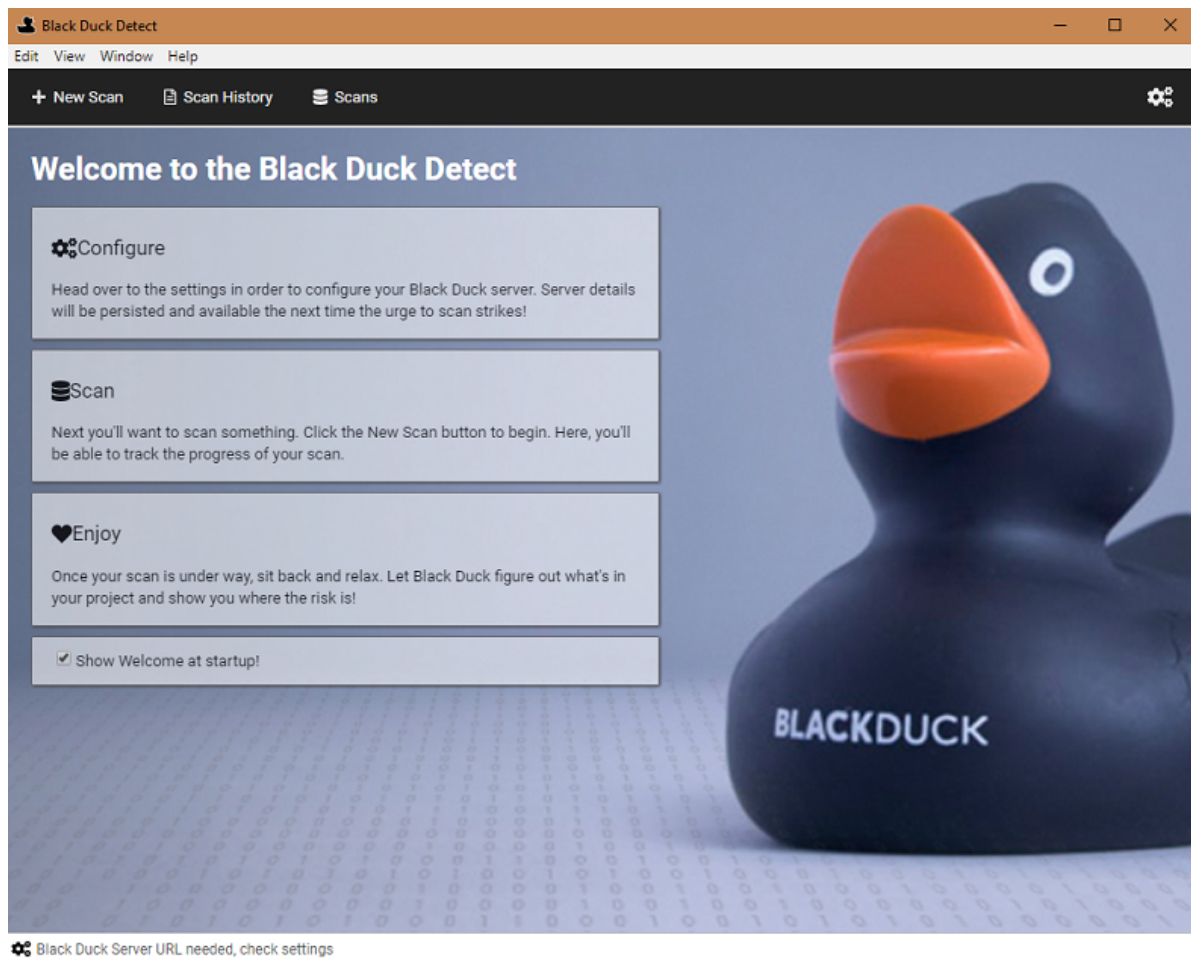 Black Duck Detect
Edit View Window Help
New Scan Scan History Scans
Welcome to the Black Duck Detect
Configure
Head over to the settings in order to configure your Black Duck server. Server details
will be persisted and available the next time the urge to scan strikes!
Scan
Next you'll want to scan something. Click the New Scan button to begin. Here, you'll
be able to track the progress of your scan.
Enjoy
Once your scan is under way, sit back and relax. Let Black Duck figure out what's in
your project and show you where the risk is!
Show Welcome at startup!
BLACKDUCK
Black Duck Server URL needed, check settings